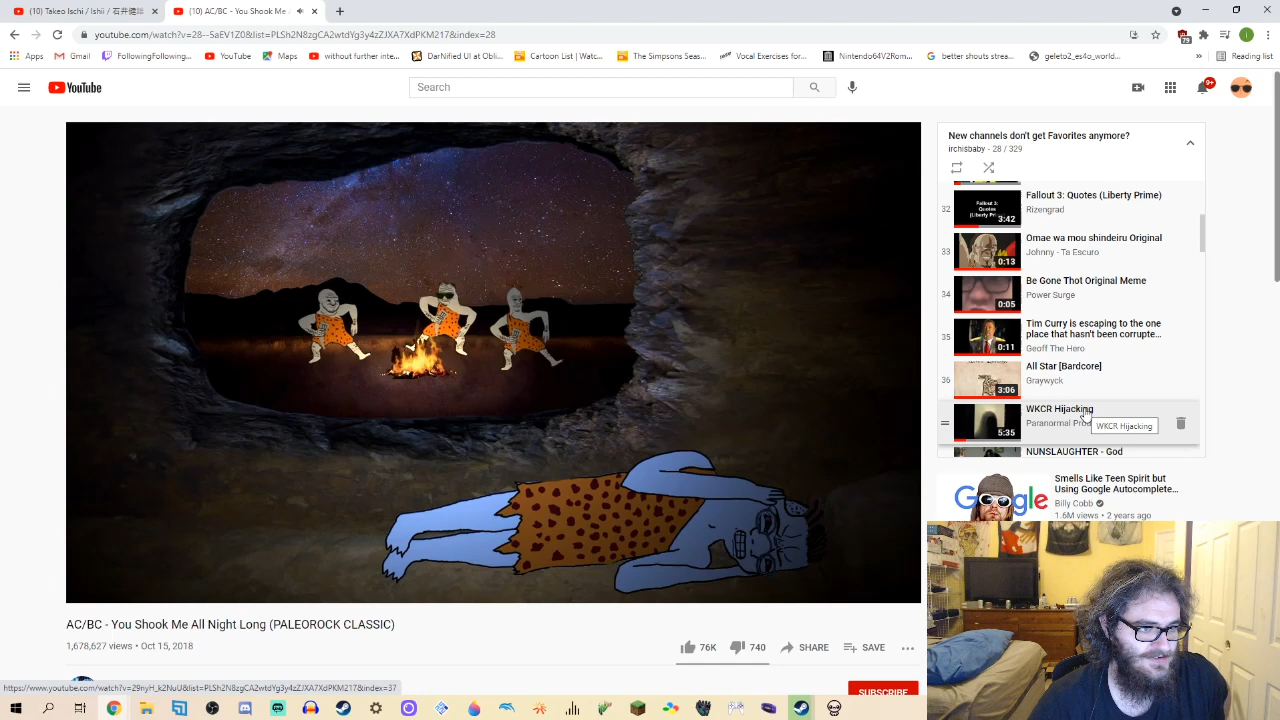 (10) Takeo Ischi / Ishii / 石井健雄
(10) AC/BC - You Shook Me
youtube.com/watch?v=28--5eEV1Z0&list=PLSh2N8zgCA2wtdYg3y4zZJXA7XdPKM217&index=28
Apps
Gmail
FollowingFollowing...
YouTube
Maps
without further inte...
DarNified UI at Obli...
Cartoon List | Watc...
The Simpsons Seas...
Vocal Exercises for...
Nintendo64V2Rom...
better shouts strea...
geleto2_es4o_world...
»
Reading list
YouTube
Search
9+
New channels don't get Favorites anymore?
irchisbaby - 28 / 329
32
Fallout 3: Quotes (Liberty Prime)
Rizengrad
3:42
33
Omae wa mou shindeiru Original
Johnny - Ta Escuro
0:13
34
Be Gone Thot Original Meme
Power Surge
0:05
35
Tim Curry is escaping to the one
place that hasn't been corrupte...
Geoff The Hero
0:11
36
All Star [Bardcore]
Graywyck
3:06
WKCR Hijacking
Paranormal Pro
WKCR Hijacking
5:35
NUNSLAUGHTER - God
Smells Like Teen Spirit but
Using Google Autocomplete...
Billy Cobb
1.6M views • 2 years ago
Google
AC/BC - You Shook Me All Night Long (PALEOROCK CLASSIC)
1,678,627 views • Oct 15, 2018
76K
740
SHARE
SAVE
SUBSCRIBE
https://www.youtube.com/watch?v=29nyH_k2NuU&list=PLSh2N8zgCA2wtdYg3y4zZJXA7XdPKM217&index=37